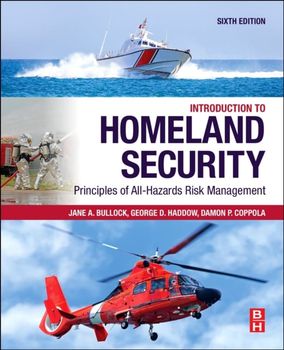 SIXTH EDITION
INTRODUCTION TO
HOMELAND
SECURITY
Principles of All-Hazards Risk Management
JANE A. BULLOCK, GEORGE D. HADDOW, DAMON P. COPPOLA
B
H